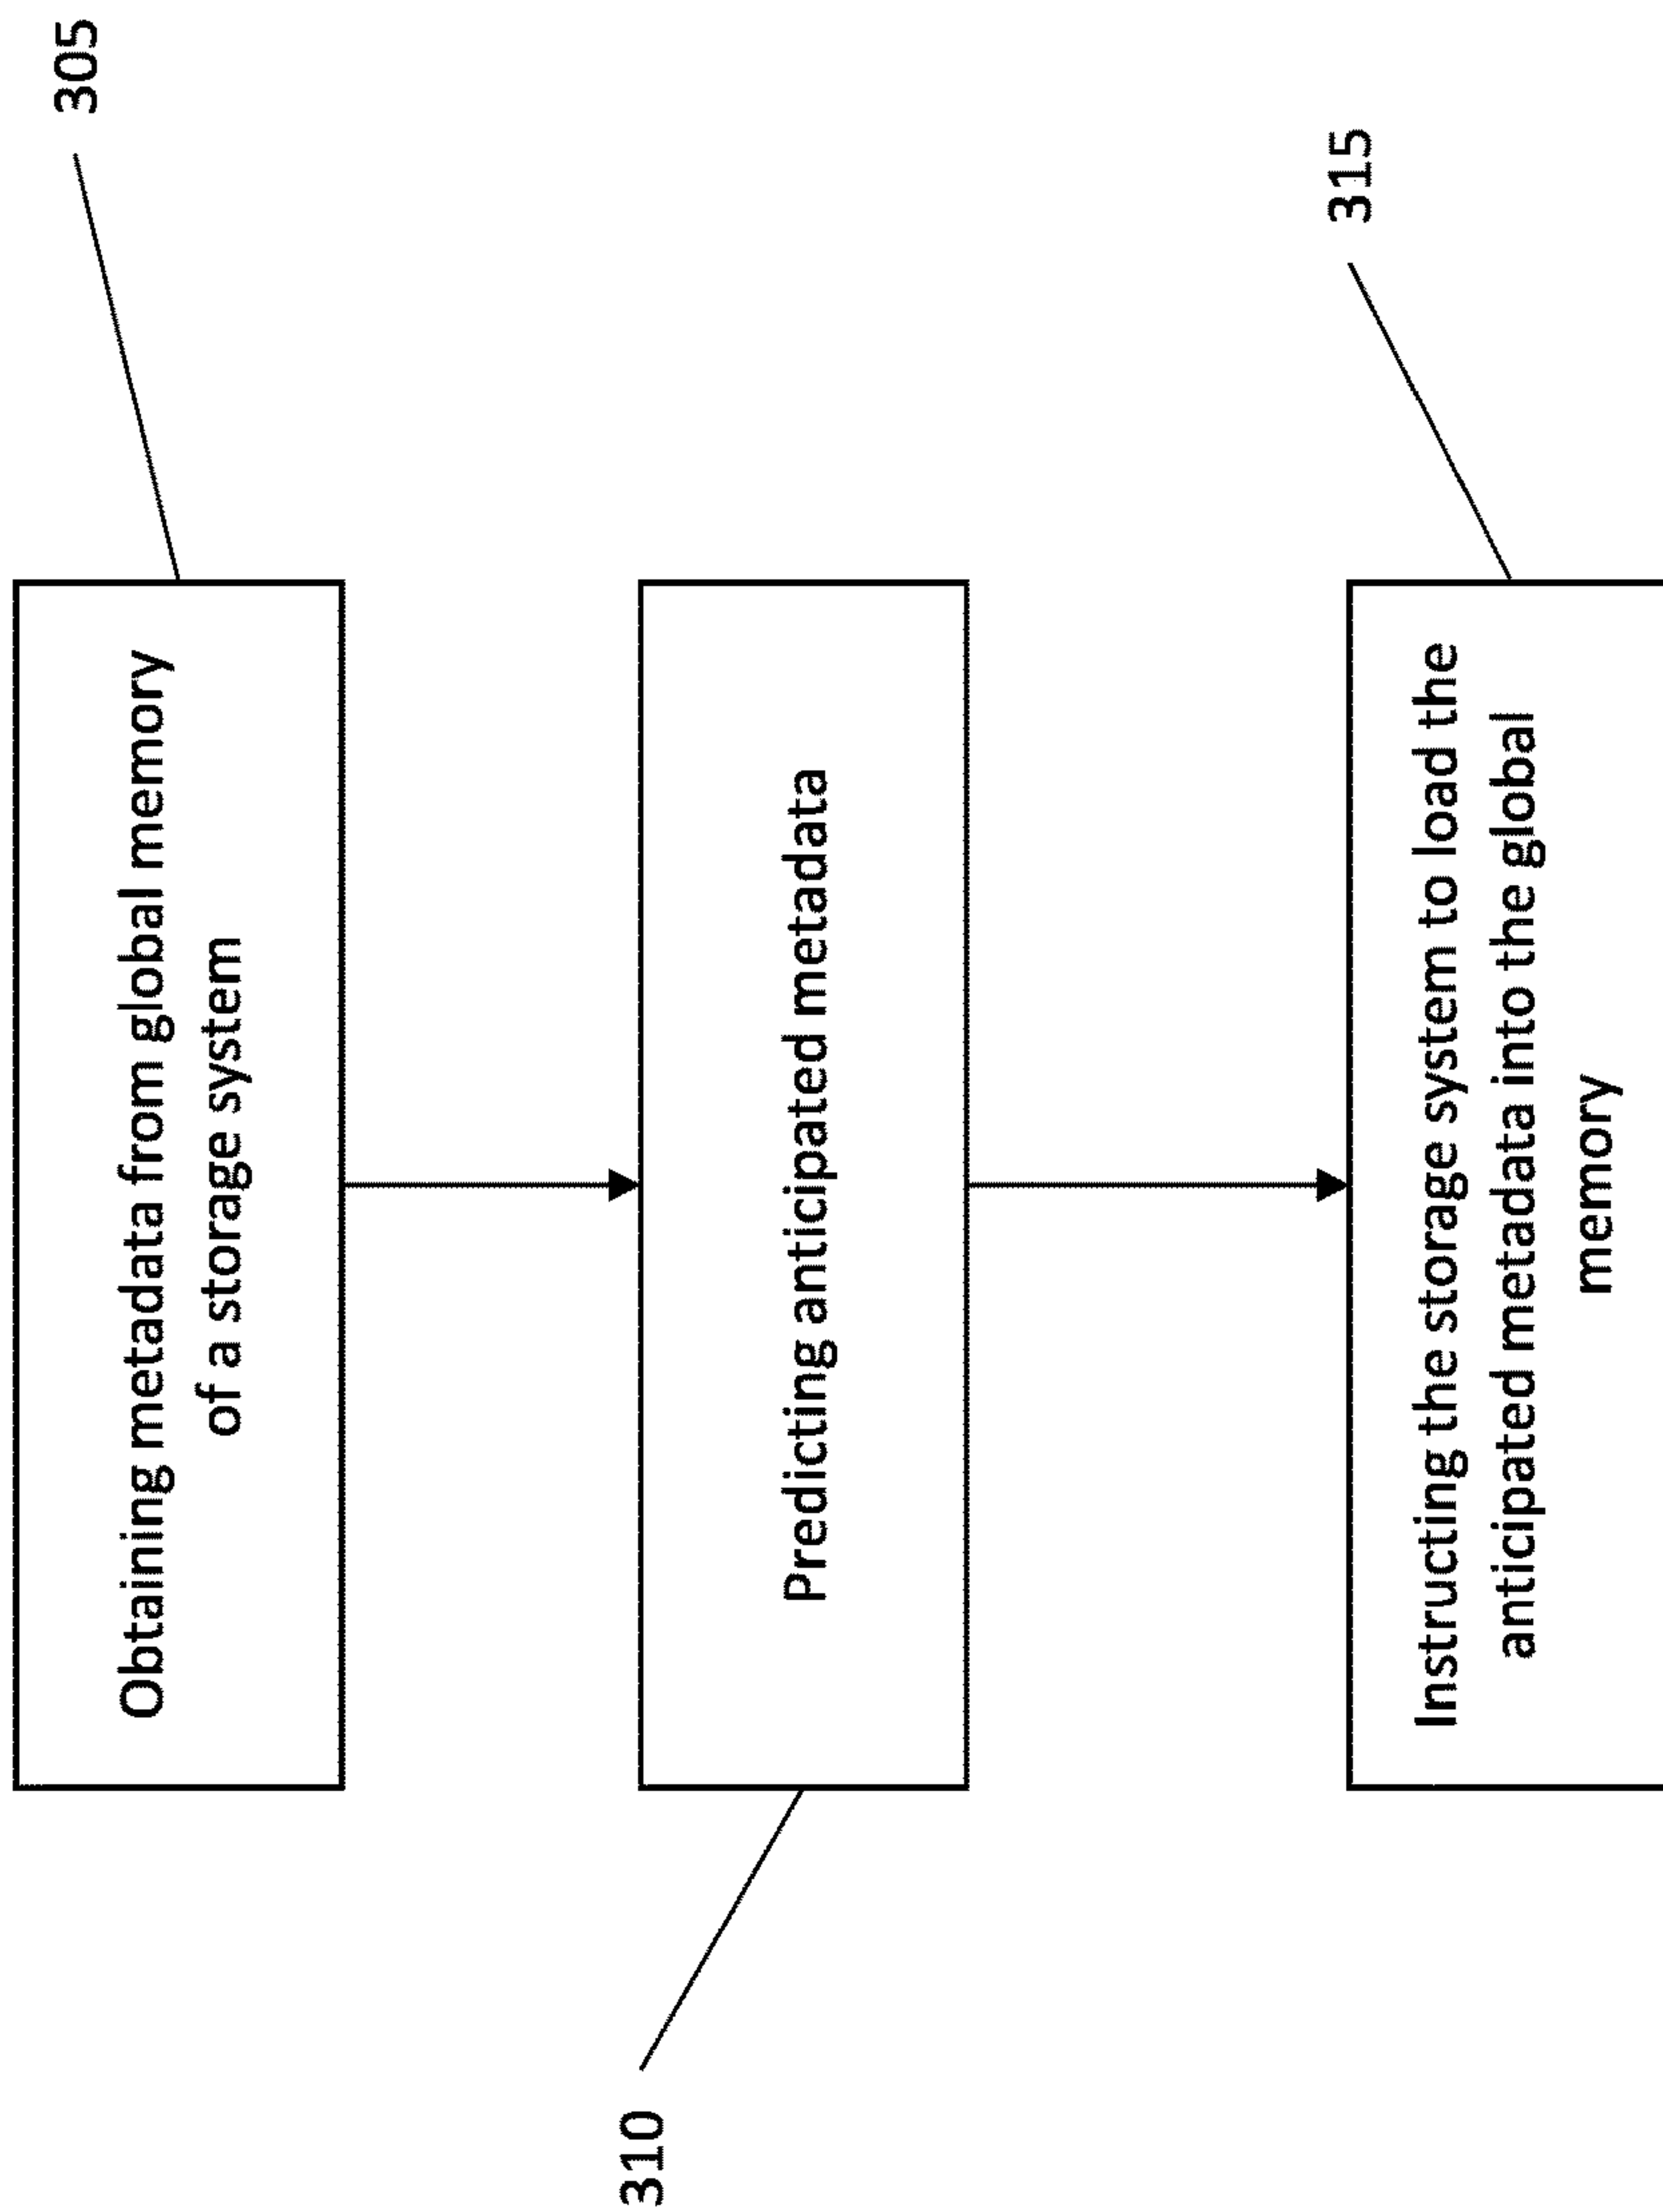 305
Obtaining metadata from global memory
of a storage system
310
Predicting anticipated metadata
315
Instructing the storage system to load the
anticipated metadata into the global
memory